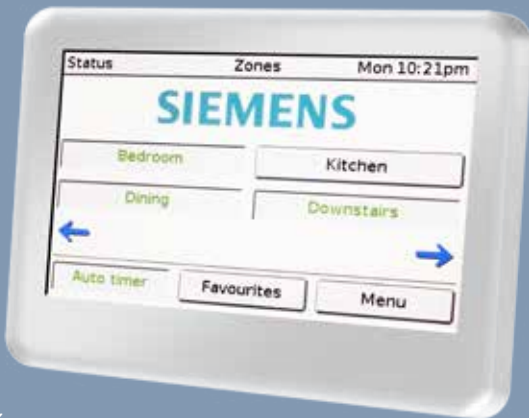 Status Zones Mon 10:21pm
SIEMENS
Bedroom Kitchen
Dining Downstairs
Auto timer Favourites Menu